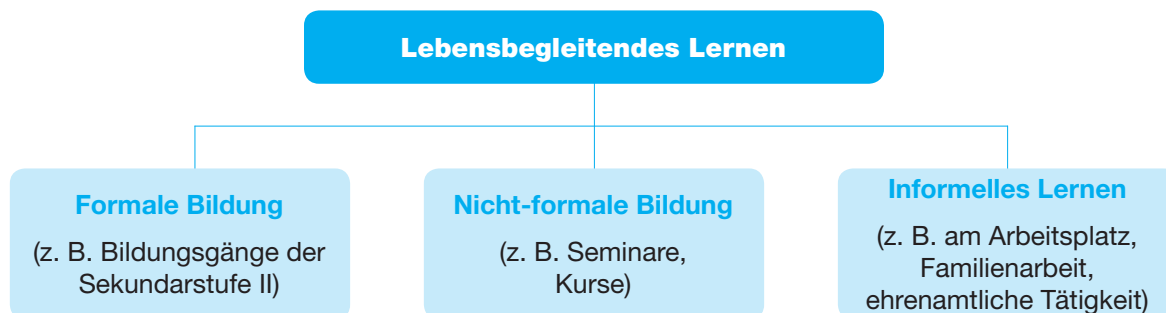 Lebensbegleitendes Lernen
Formale Bildung
(z. B. Bildungsgänge der
Sekundarstufe II)
Nicht-formale Bildung
(z. B. Seminare,
Kurse)
Informelles Lernen
(z. B. am Arbeitsplatz,
Familienarbeit,
ehrenamtliche Tätigkeit)